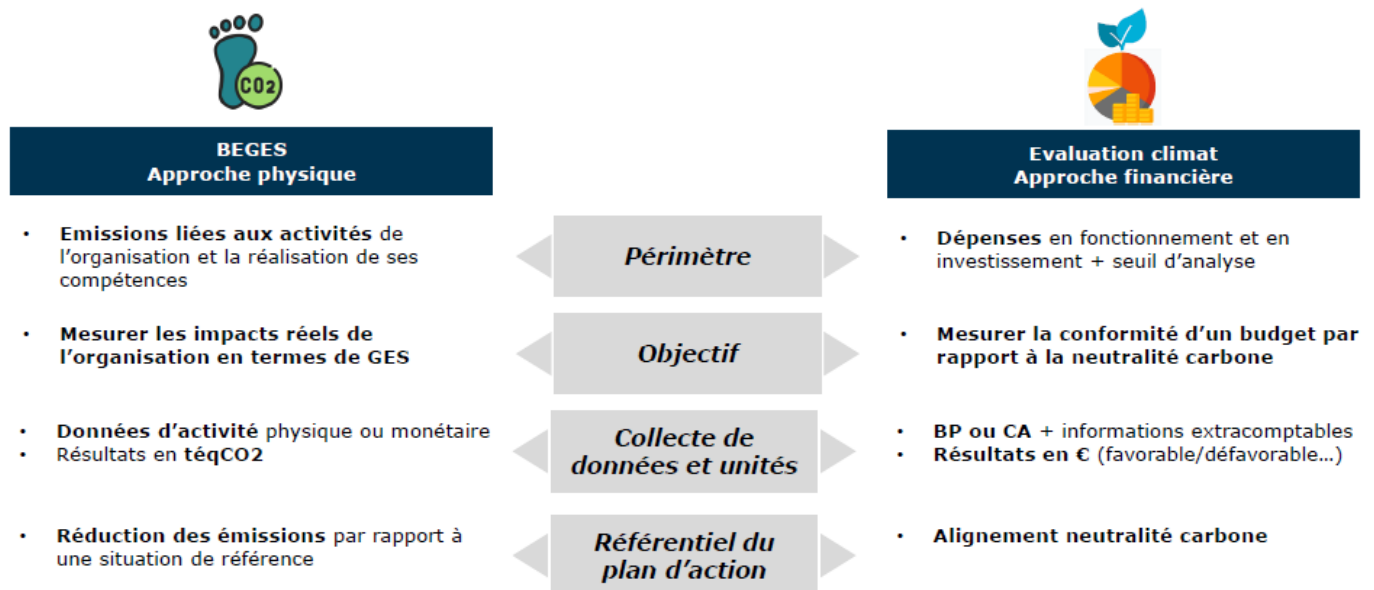 CO2
BEGES
Approche physique
Evaluation climat
Approche financière
• Emissions liées aux activités de
l'organisation et la réalisation de ses
compétences
Périmètre
• Dépenses en fonctionnement et en
investissement + seuil d'analyse
• Mesurer les impacts réels de
l'organisation en termes de GES
Objectif
• Mesurer la conformité d'un budget par
rapport à la neutralité carbone
• Données d'activité physique ou monétaire
• Résultats en téqCO2
Collecte de
données et unités
• BP ou CA + informations extracomptables
• Résultats en € (favorable/défavorable...)
• Réduction des émissions par rapport à
une situation de référence
Référentiel du
plan d'action
• Alignement neutralité carbone